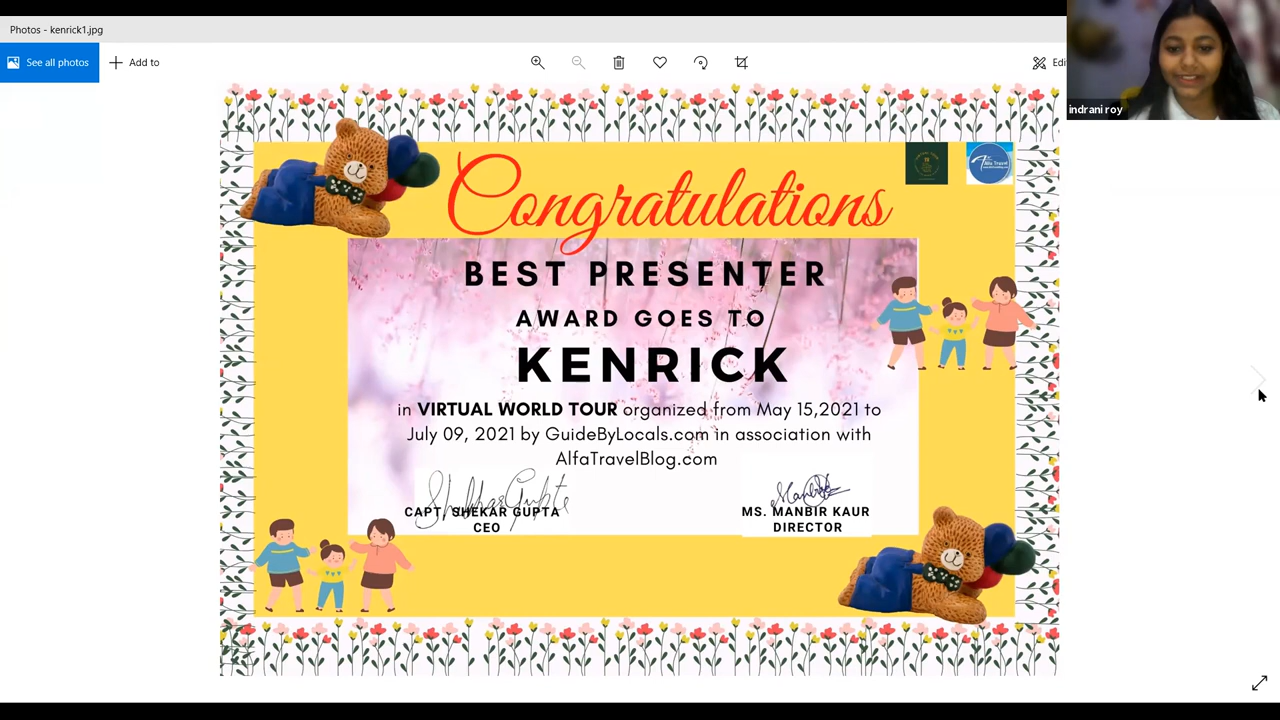 Photos - kenrick1.jpg
See all photos
Add to
indrani roy
Congratulations
BEST PRESENTER
AWARD GOES TO
KENRICK
in VIRTUAL WORLD TOUR organized from May 15,2021 to
July 09, 2021 by GuideByLocals.com in association with
AlfaTravelBlog.com
CAPT. SHEKAR GUPTA
CEO
MS. MANBIR KAUR
DIRECTOR